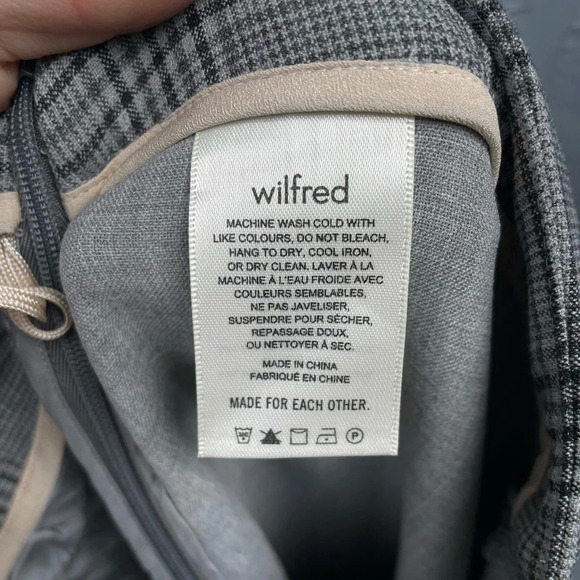 wilfred
MACHINE WASH COLD WITH
LIKE COLOURS, DO NOT BLEACH,
HANG TO DRY, COOL IRON,
OR DRY CLEAN. LAVER À LA
MACHINE À L'EAU FROIDE AVEC
COULEURS SEMBLABLES,
NE PAS JAVELISER,
SUSPENDRE POUR SÉCHER,
REPASSAGE DOUX,
OU NETTOYER À SEC.
MADE IN CHINA
FABRIQUÉ EN CHINE
MADE FOR EACH OTHER.
P